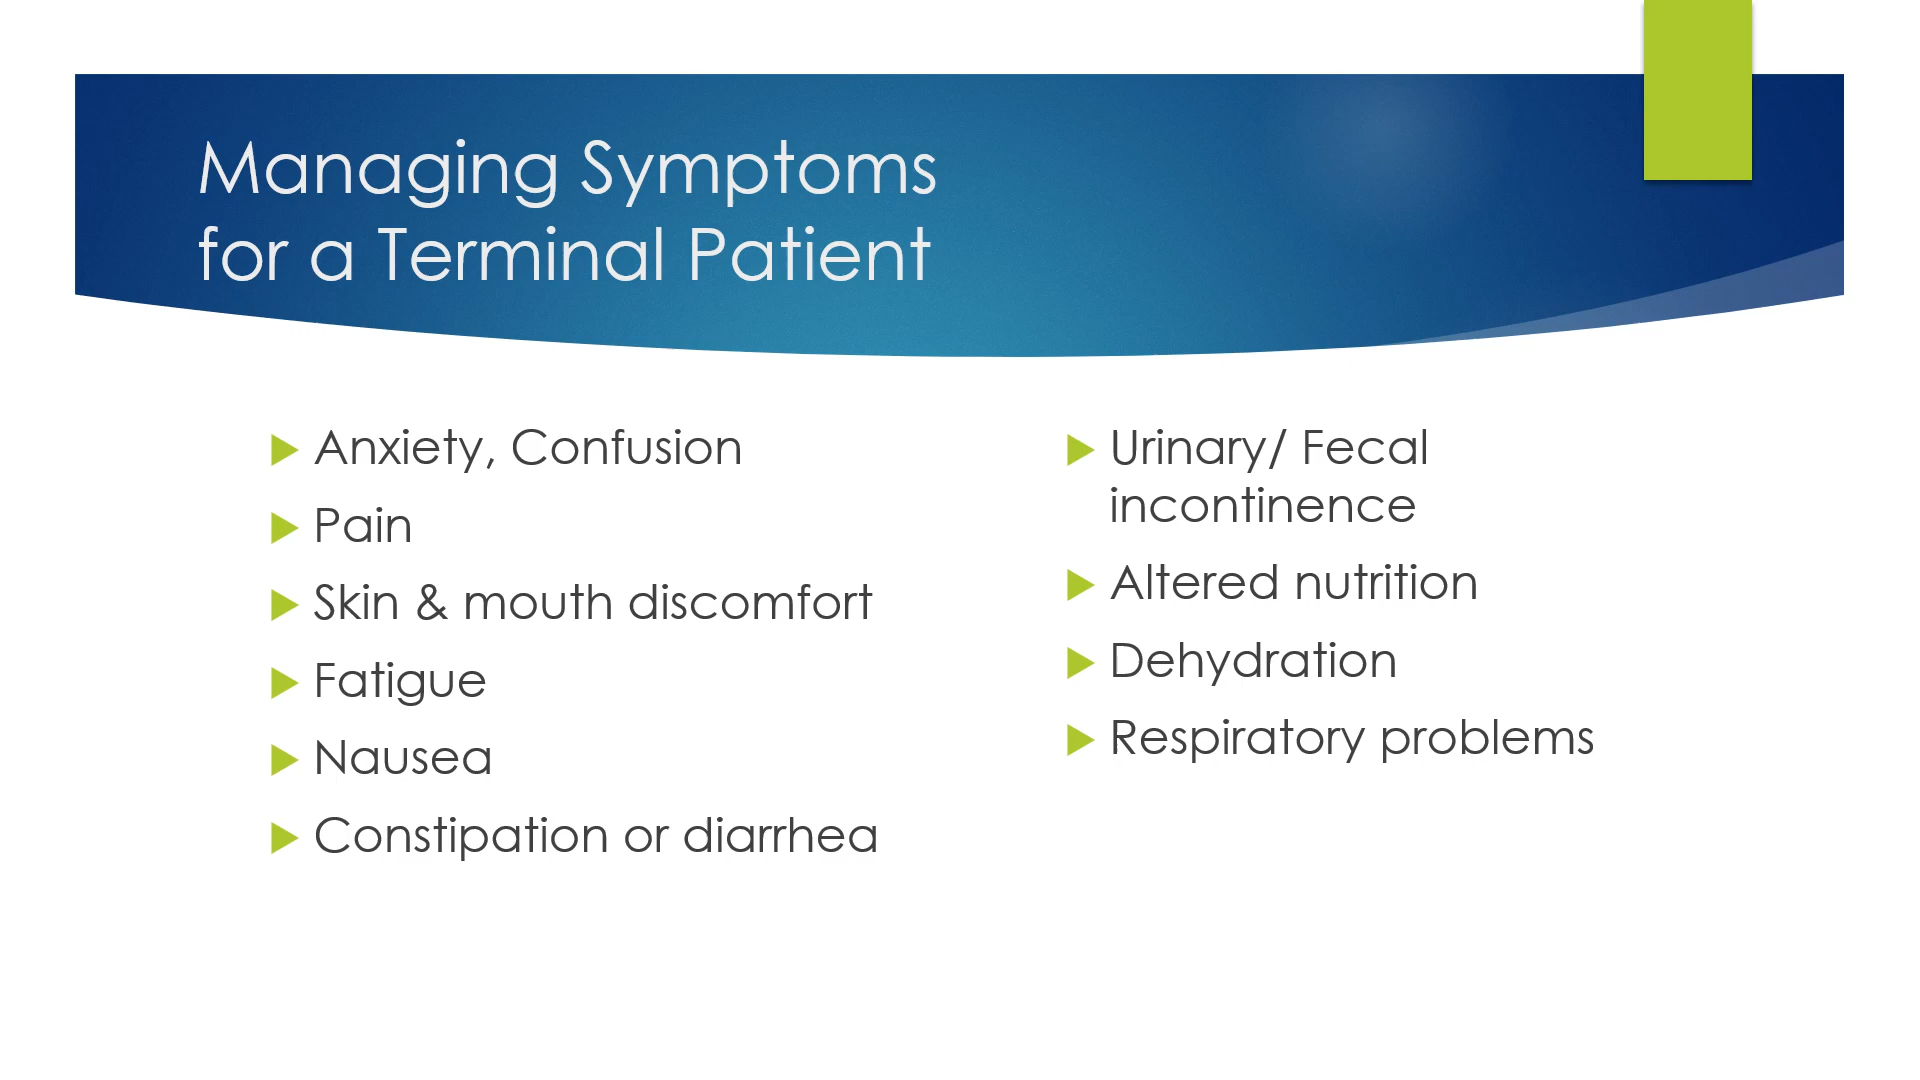 Managing Symptoms
for a Terminal Patient
Anxiety, Confusion
Pain
Skin & mouth discomfort
Fatigue
Nausea
Constipation or diarrhea
Urinary/ Fecal
incontinence
Altered nutrition
Dehydration
Respiratory problems